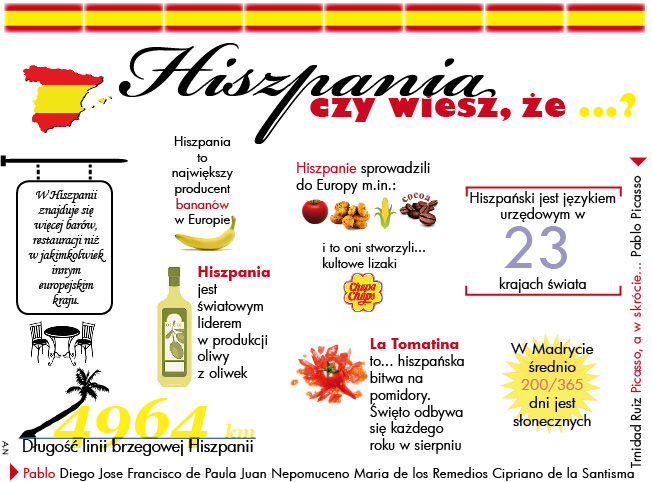 Hiszpania
czy wiesz, że ...?
W Hiszpanii
znajduje się
więcej barów,
restauracji niż
w jakimkolwiek
innym
europejskim
kraju.
Hiszpania
to
największy
producent
bananów
w Europie
Hiszpanie sprowadzili
do Europy m.in.:
cocoa
i to oni stworzyli...
kultowe lizaki
Chupa
Chups
Hiszpański jest językiem
urzędowym w
23
krajach świata
Hiszpania
jest
światowym
liderem
w produkcji
oliwy
z oliwek
La Tomatina
to... hiszpańska
bitwa na
pomidory.
Święto odbywa
się każdego
roku w sierpniu
W Madrycie
średnio
200/365
dni jest
słonecznych
4964 km
Długość linii brzegowej Hiszpanii
AN
Pablo Diego Jose Francisco de Paula Juan Nepomuceno Maria de los Remedios Cipriano de la Santisma
Trnidad Ruiz Picasso, a w skrócie... Pablo Picasso